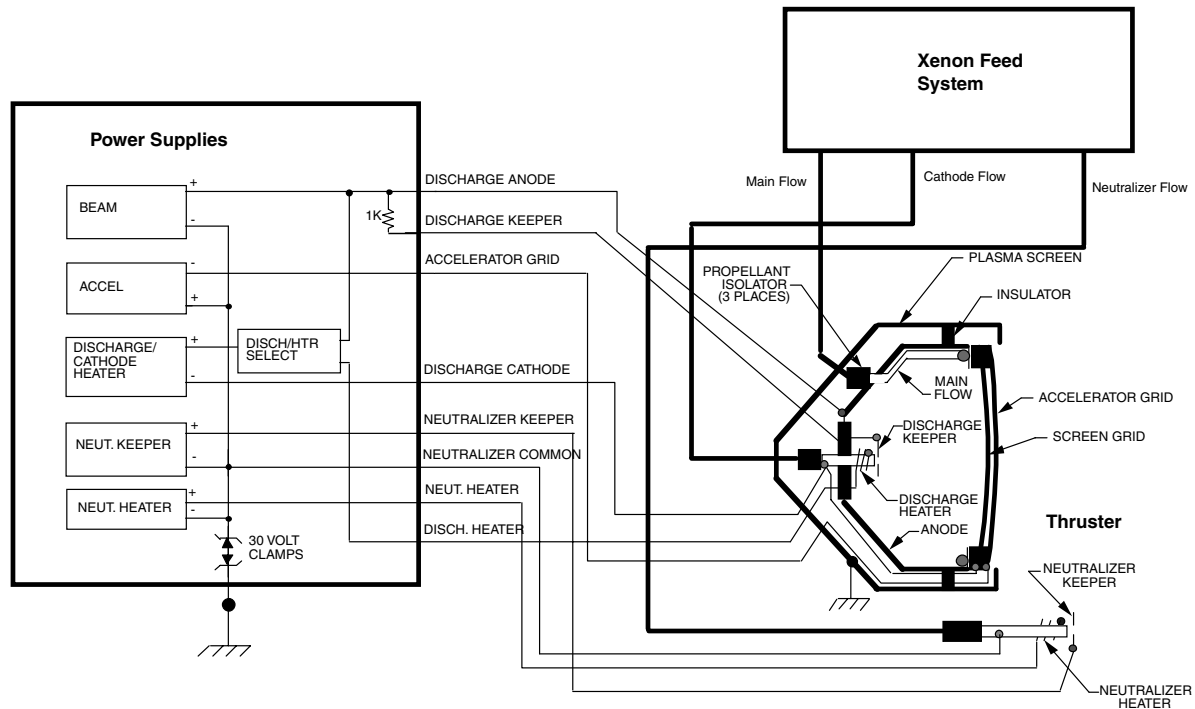 Xenon Feed
System
Power Supplies
Main Flow
Cathode Flow
Neutralizer Flow
BEAM
+
-
1K
DISCHARGE ANODE
DISCHARGE KEEPER
ACCEL
-
+
ACCELERATOR GRID
DISCHARGE/
CATHODE
HEATER
+
-
DISCH/HTR
SELECT
DISCHARGE CATHODE
NEUT. KEEPER
+
-
NEUTRALIZER KEEPER
NEUTRALIZER COMMON
NEUT. HEATER
+
-
NEUT. HEATER
DISCH. HEATER
30 VOLT
CLAMPS
PROPELLANT
ISOLATOR
(3 PLACES)
PLASMA SCREEN
INSULATOR
MAIN
FLOW
ACCELERATOR GRID
DISCHARGE
KEEPER
SCREEN GRID
DISCHARGE
HEATER
ANODE
Thruster
NEUTRALIZER
KEEPER
NEUTRALIZER
HEATER